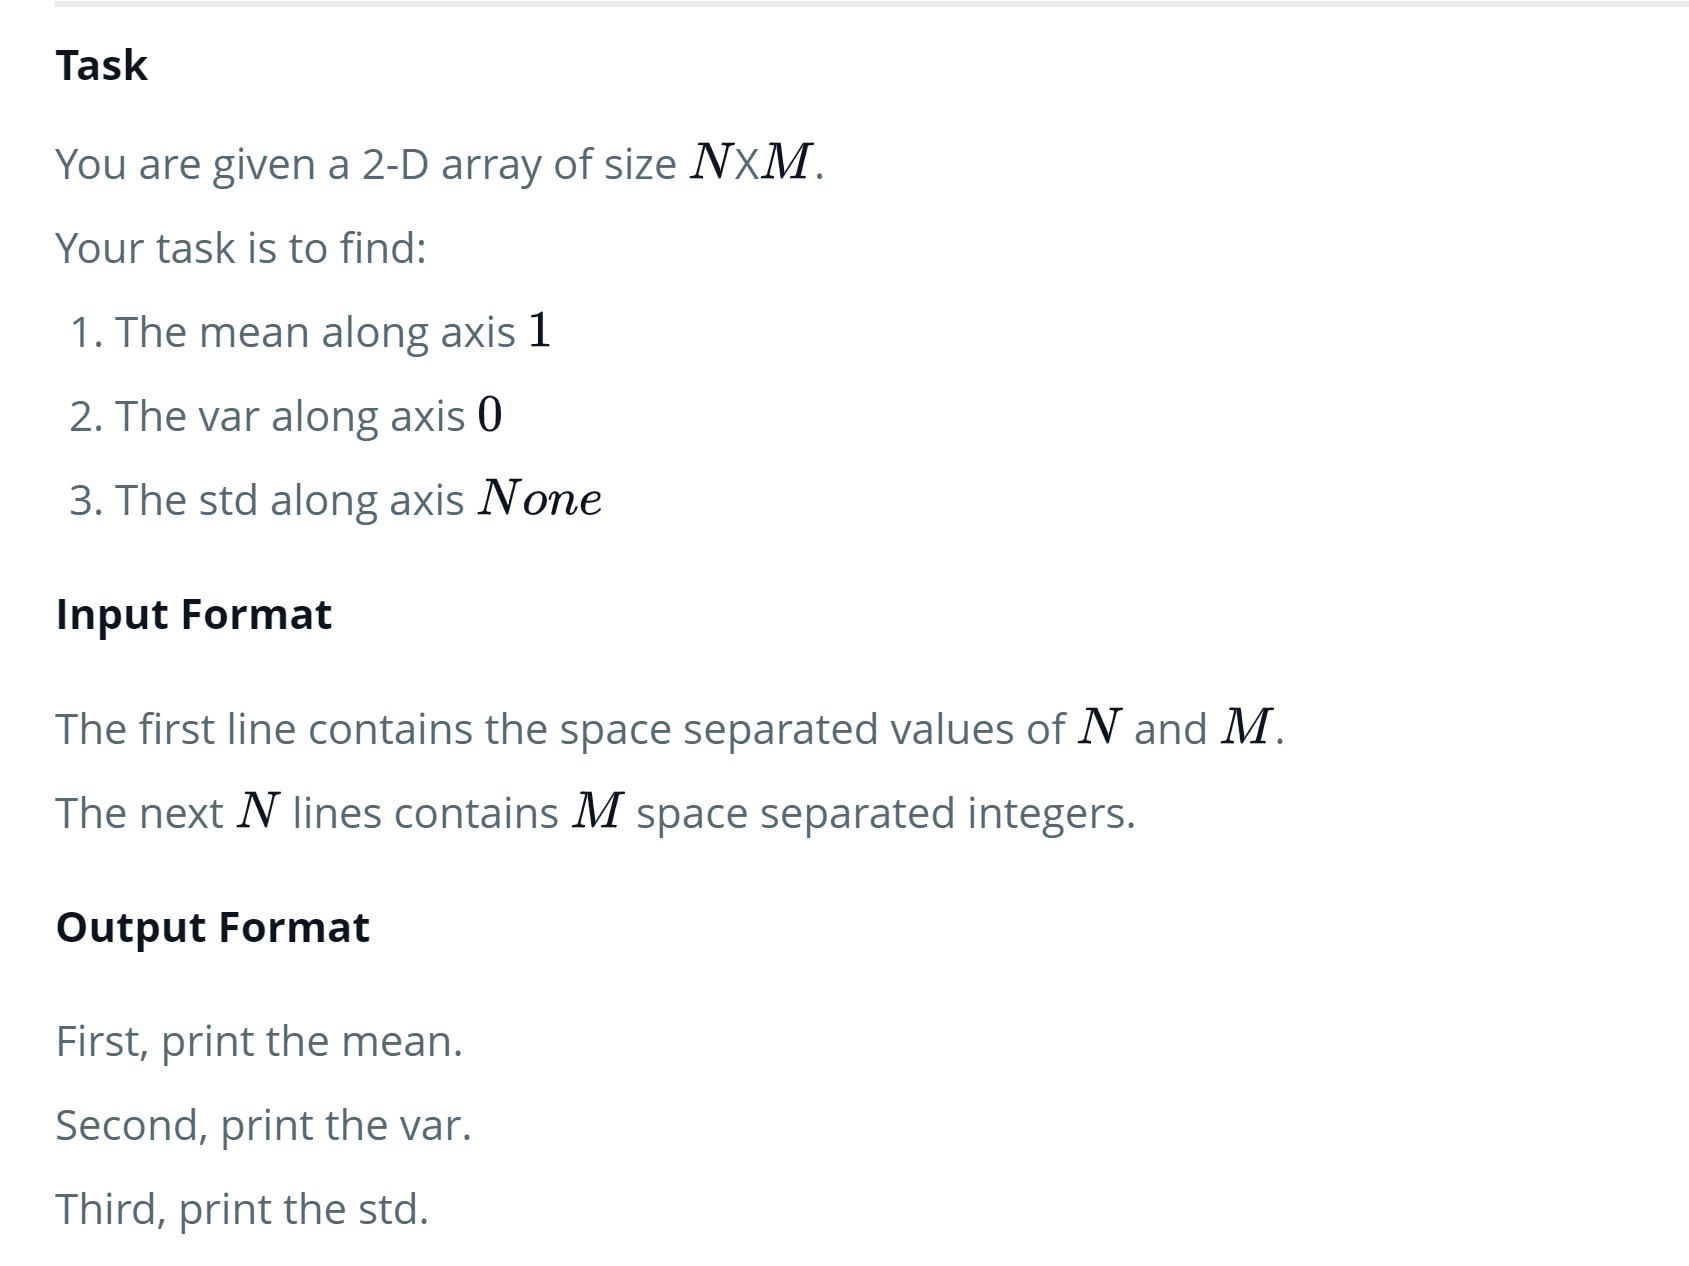 Task
You are given a 2-D array of size NXM.
Your task is to find:
1. The mean along axis 1
2. The var along axis 0
3. The std along axis None
Input Format
The first line contains the space separated values of N and M.
The next N lines contains M space separated integers.
Output Format
First, print the mean.
Second, print the var.
Third, print the std.